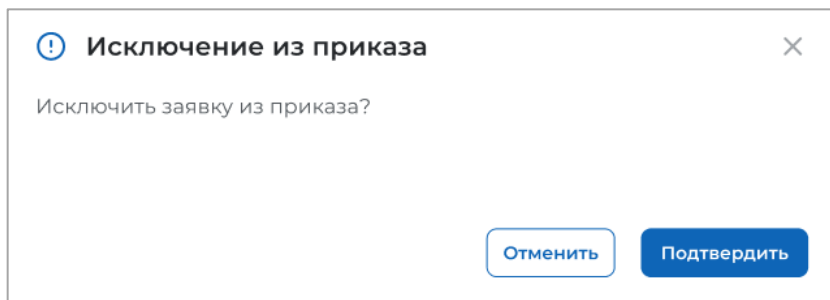 Исключение из приказа
Исключить заявку из приказа?
Отменить Подтвердить